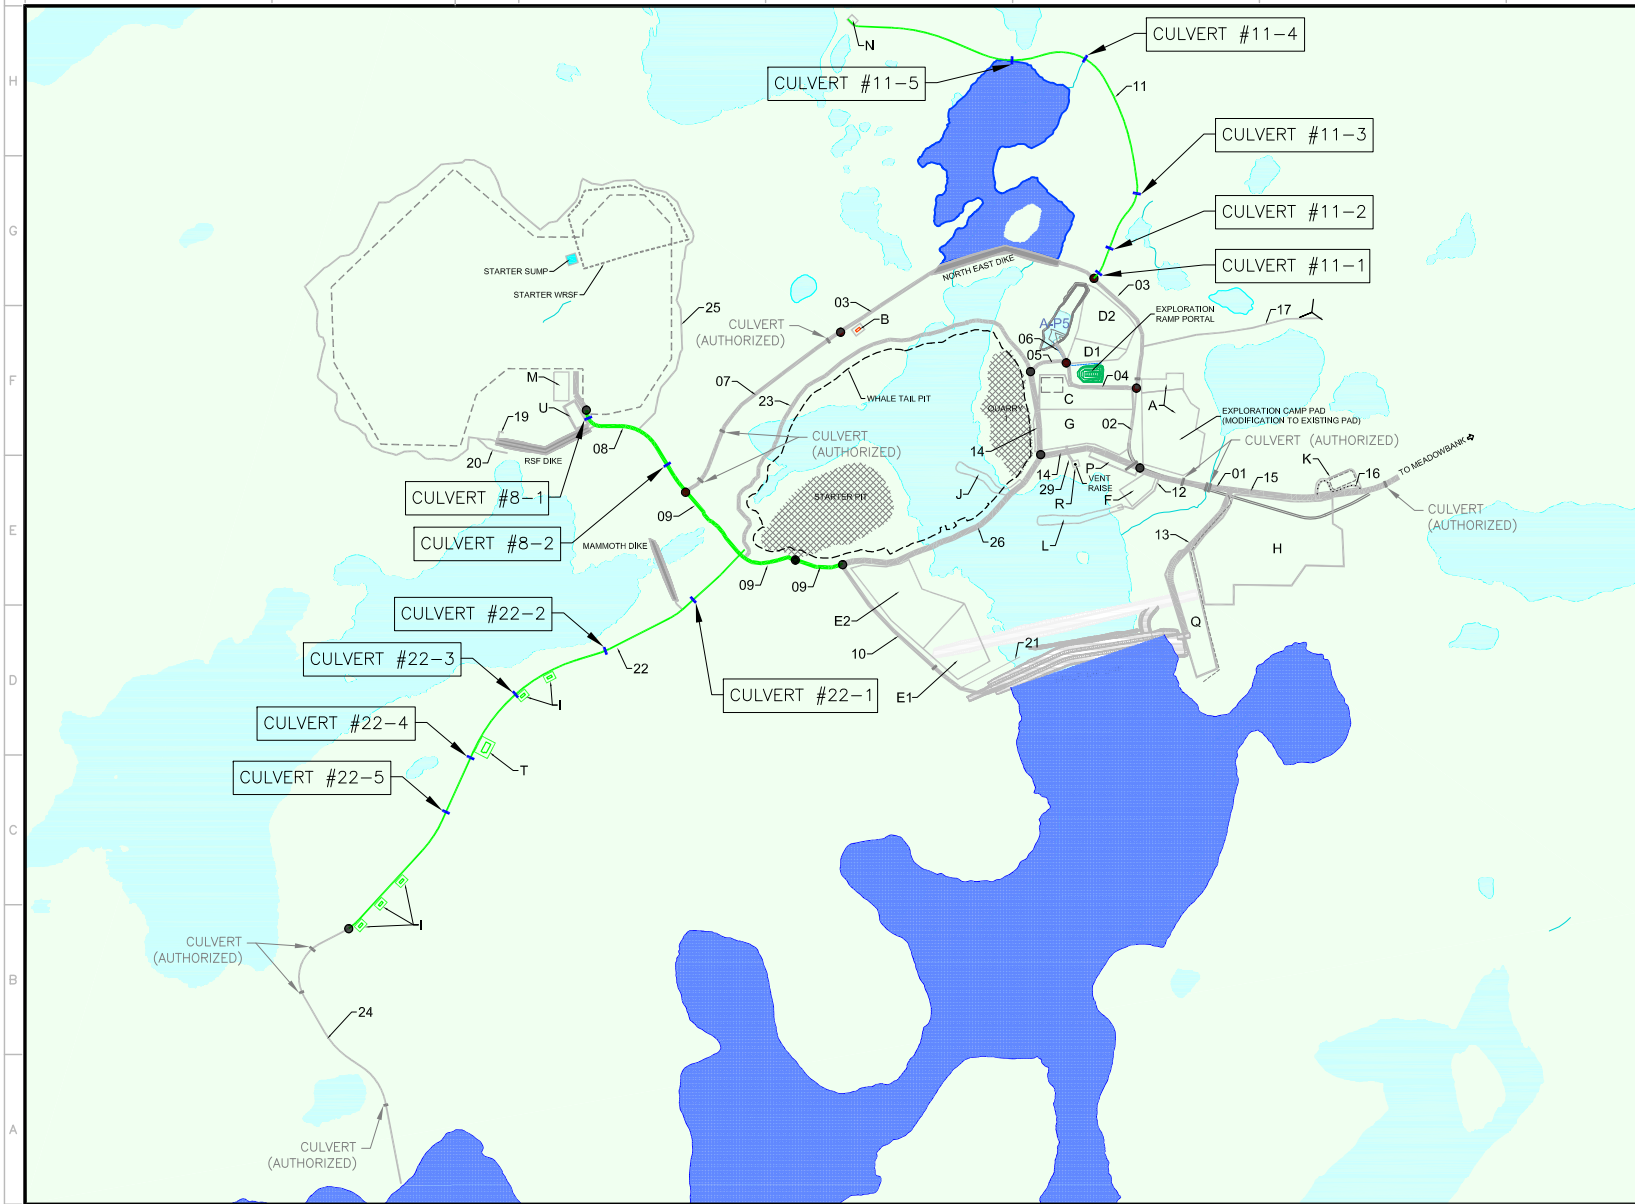 CULVERT #11-4
N
H
CULVERT #11-5
11
CULVERT #11-3
CULVERT #11-2
G
NORTH EAST DIKE
CULVERT #11-1
STARTER SUMP
STARTER WRSF
03
03
25
17
EXPLORATION
RAMP PORTAL
B
D2
A-P5
CULVERT
(AUTHORIZED)
06
05
D1
F
M
07
04
WHALE TAIL PIT
C
A
23
U
QUARRY 1
19
EXPLORATION CAMP PAD
(MODIFICATION TO EXISTING PAD)
G
02
CULVERT
(AUTHORIZED)
CULVERT (AUTHORIZED)
08
14
20
RSF DIKE
14
P
TO MEADOWBANK
K
16
01
15
VENT
RAISE
29
R
J
F
12
CULVERT #8-1
STARTER PIT
CULVERT
(AUTHORIZED)
09
L
26
13
E
CULVERT #8-2
MAMMOTH DIKE
H
09
09
CULVERT #22-2
E2
Q
21
10
22
CULVERT #22-3
D
CULVERT #22-1
E1
I
CULVERT #22-4
T
CULVERT #22-5
C
I
CULVERT
(AUTHORIZED)
B
24
A
CULVERT
(AUTHORIZED)